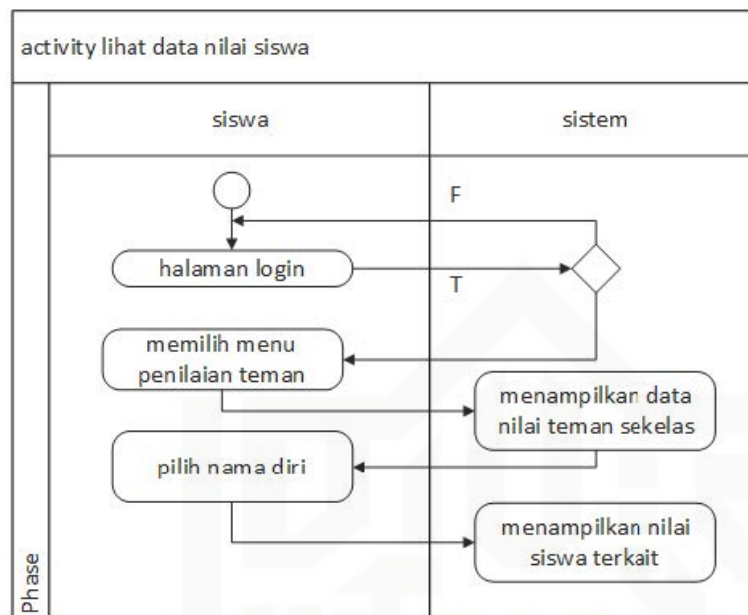 activity lihat data nilai siswa
siswa
sistem
F
halaman login
T
memilih menu
penilaian teman
menampilkan data
nilai teman sekelas
pilih nama diri
menampilkan nilai
siswa terkait
Phase